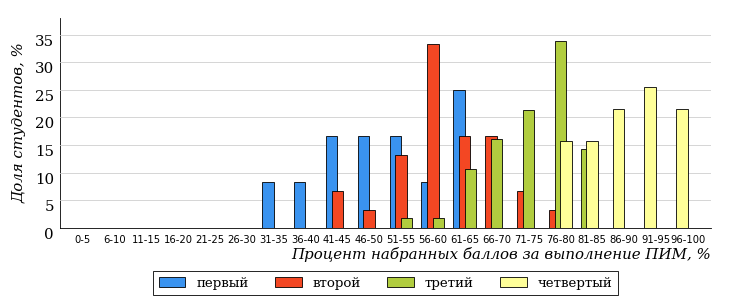 Доля студентов, %
35
30
25
20
15
10
5
0
0-5 6-10 11-15 16-20 21-25 26-30 31-35 36-40 41-45 46-50 51-55 56-60 61-65 66-70 71-75 76-80 81-85 86-90 91-95 96-100
Процент набранных баллов за выполнение ПИМ, %
первый второй третий четвертый